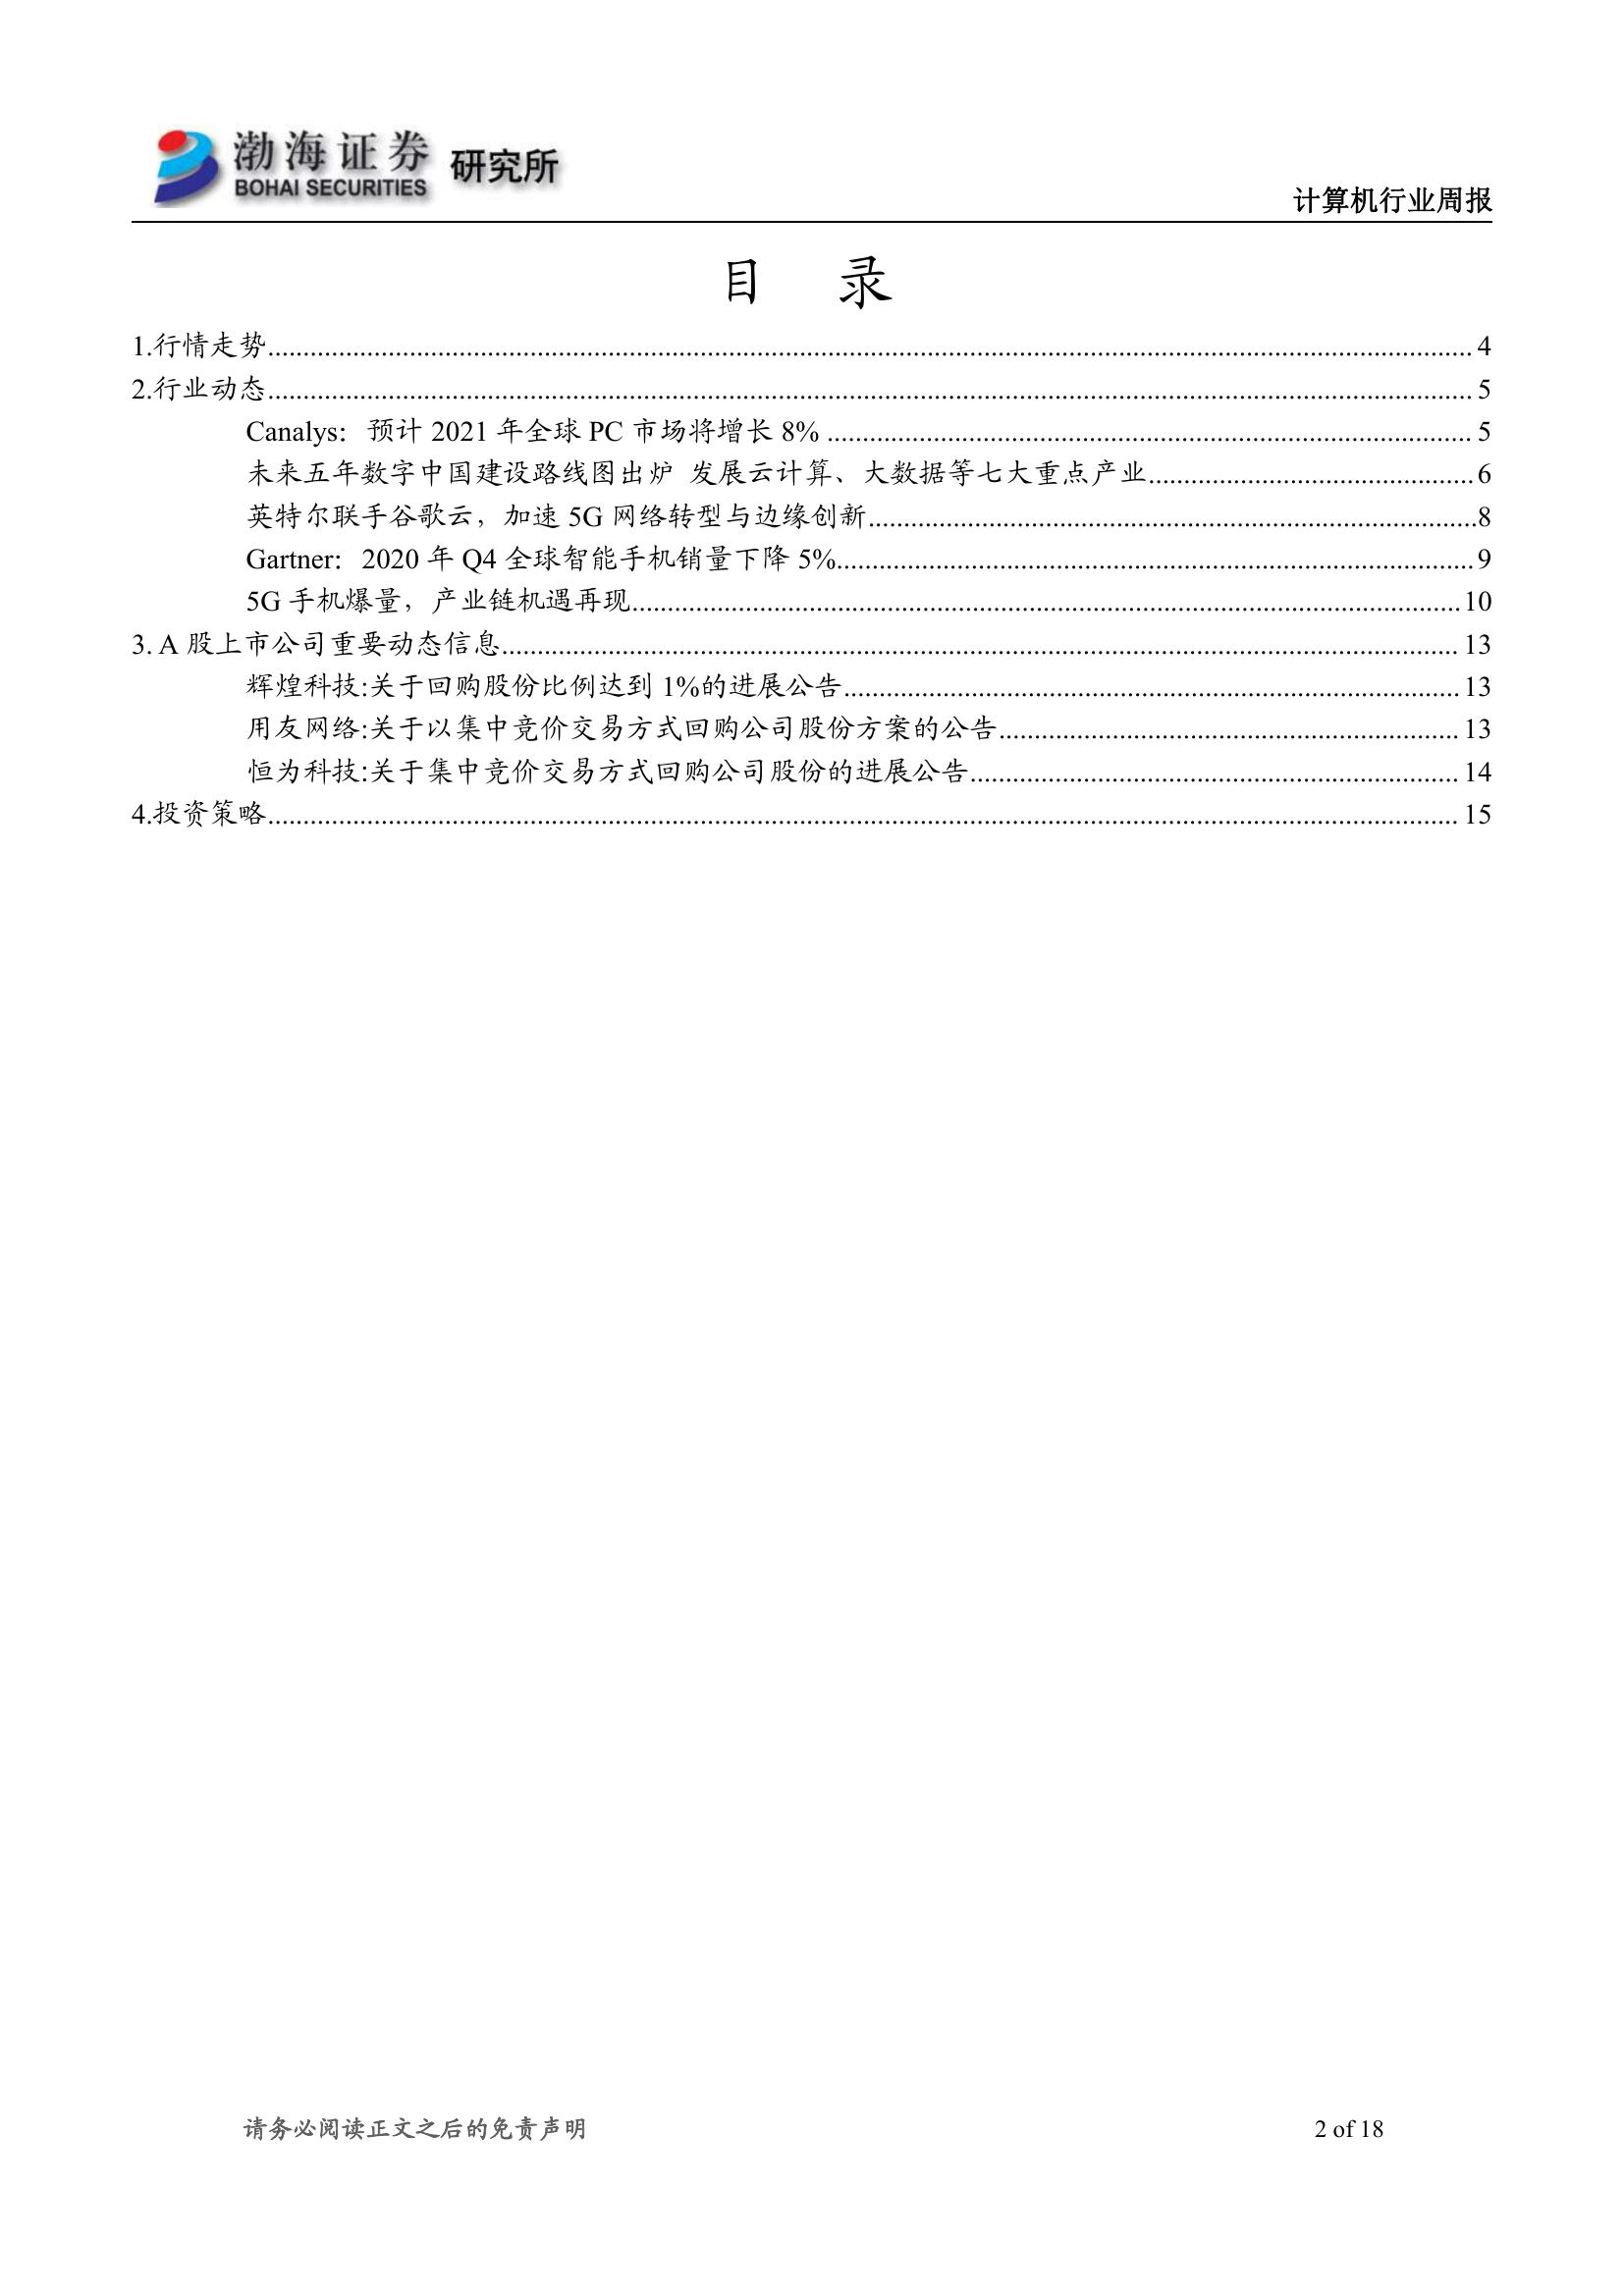 渤海证券 研究所
BOHAI SECURITIES
计算机行业周报
目 录
1.行情走势 4
2.行业动态 5
Canalys: 预计 2021 年全球 PC 市场将增长 8% 5
未来五年数字中国建设路线图出炉 发展云计算、大数据等七大重点产业 6
英特尔联手谷歌云，加速 5G 网络转型与边缘创新 8
Gartner: 2020 年 Q4 全球智能手机销量下降 5% 9
5G 手机爆量，产业链机遇再现 10
3. A 股上市公司重要动态信息 13
辉煌科技:关于回购股份比例达到 1%的进展公告 13
用友网络:关于以集中竞价交易方式回购公司股份方案的公告 13
恒为科技:关于集中竞价交易方式回购公司股份的进展公告 14
4.投资策略 15
请务必阅读正文之后的免责声明 2 of 18